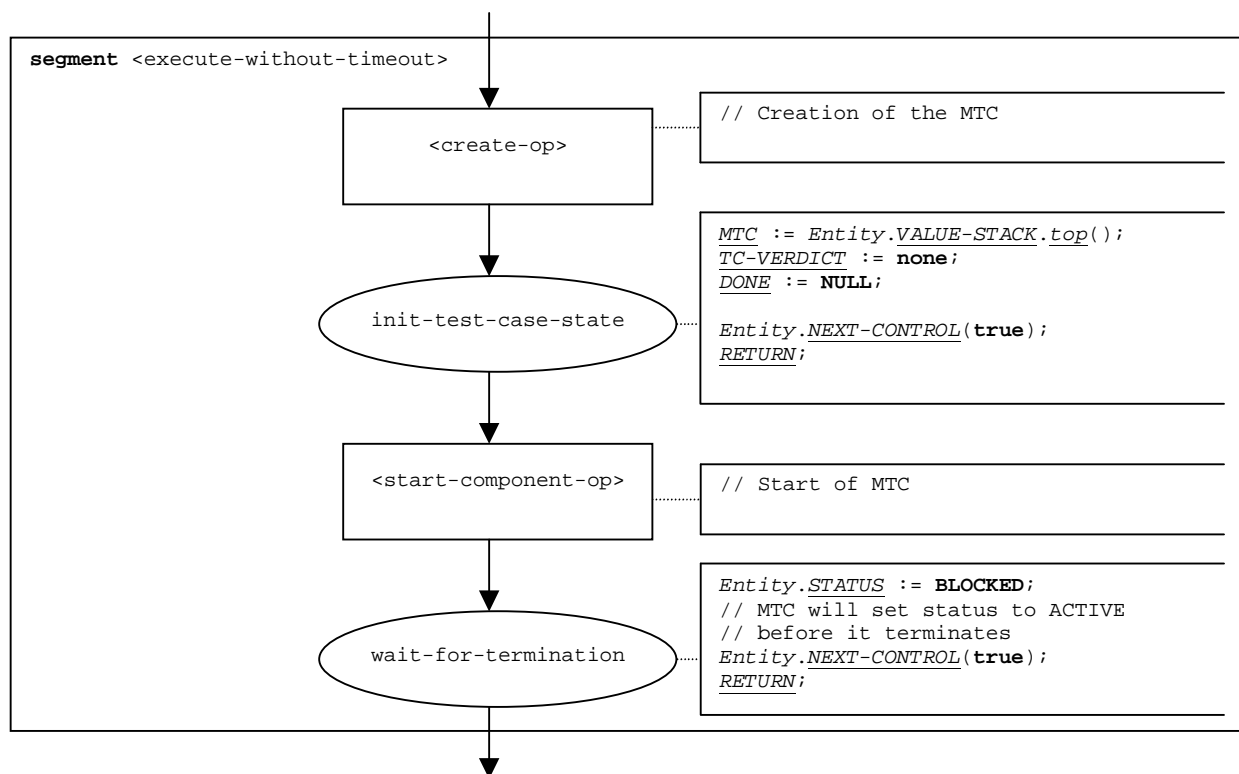 segment <execute-without-timeout>
<create-op>
// Creation of the MTC
init-test-case-state
MTC := Entity.VALUE-STACK.top();
TC-VERDICT := none;
DONE := NULL;
Entity.NEXT-CONTROL(true);
RETURN;
<start-component-op>
// Start of MTC
wait-for-termination
Entity.STATUS := BLOCKED;
// MTC will set status to ACTIVE
// before it terminates
Entity.NEXT-CONTROL(true);
RETURN;